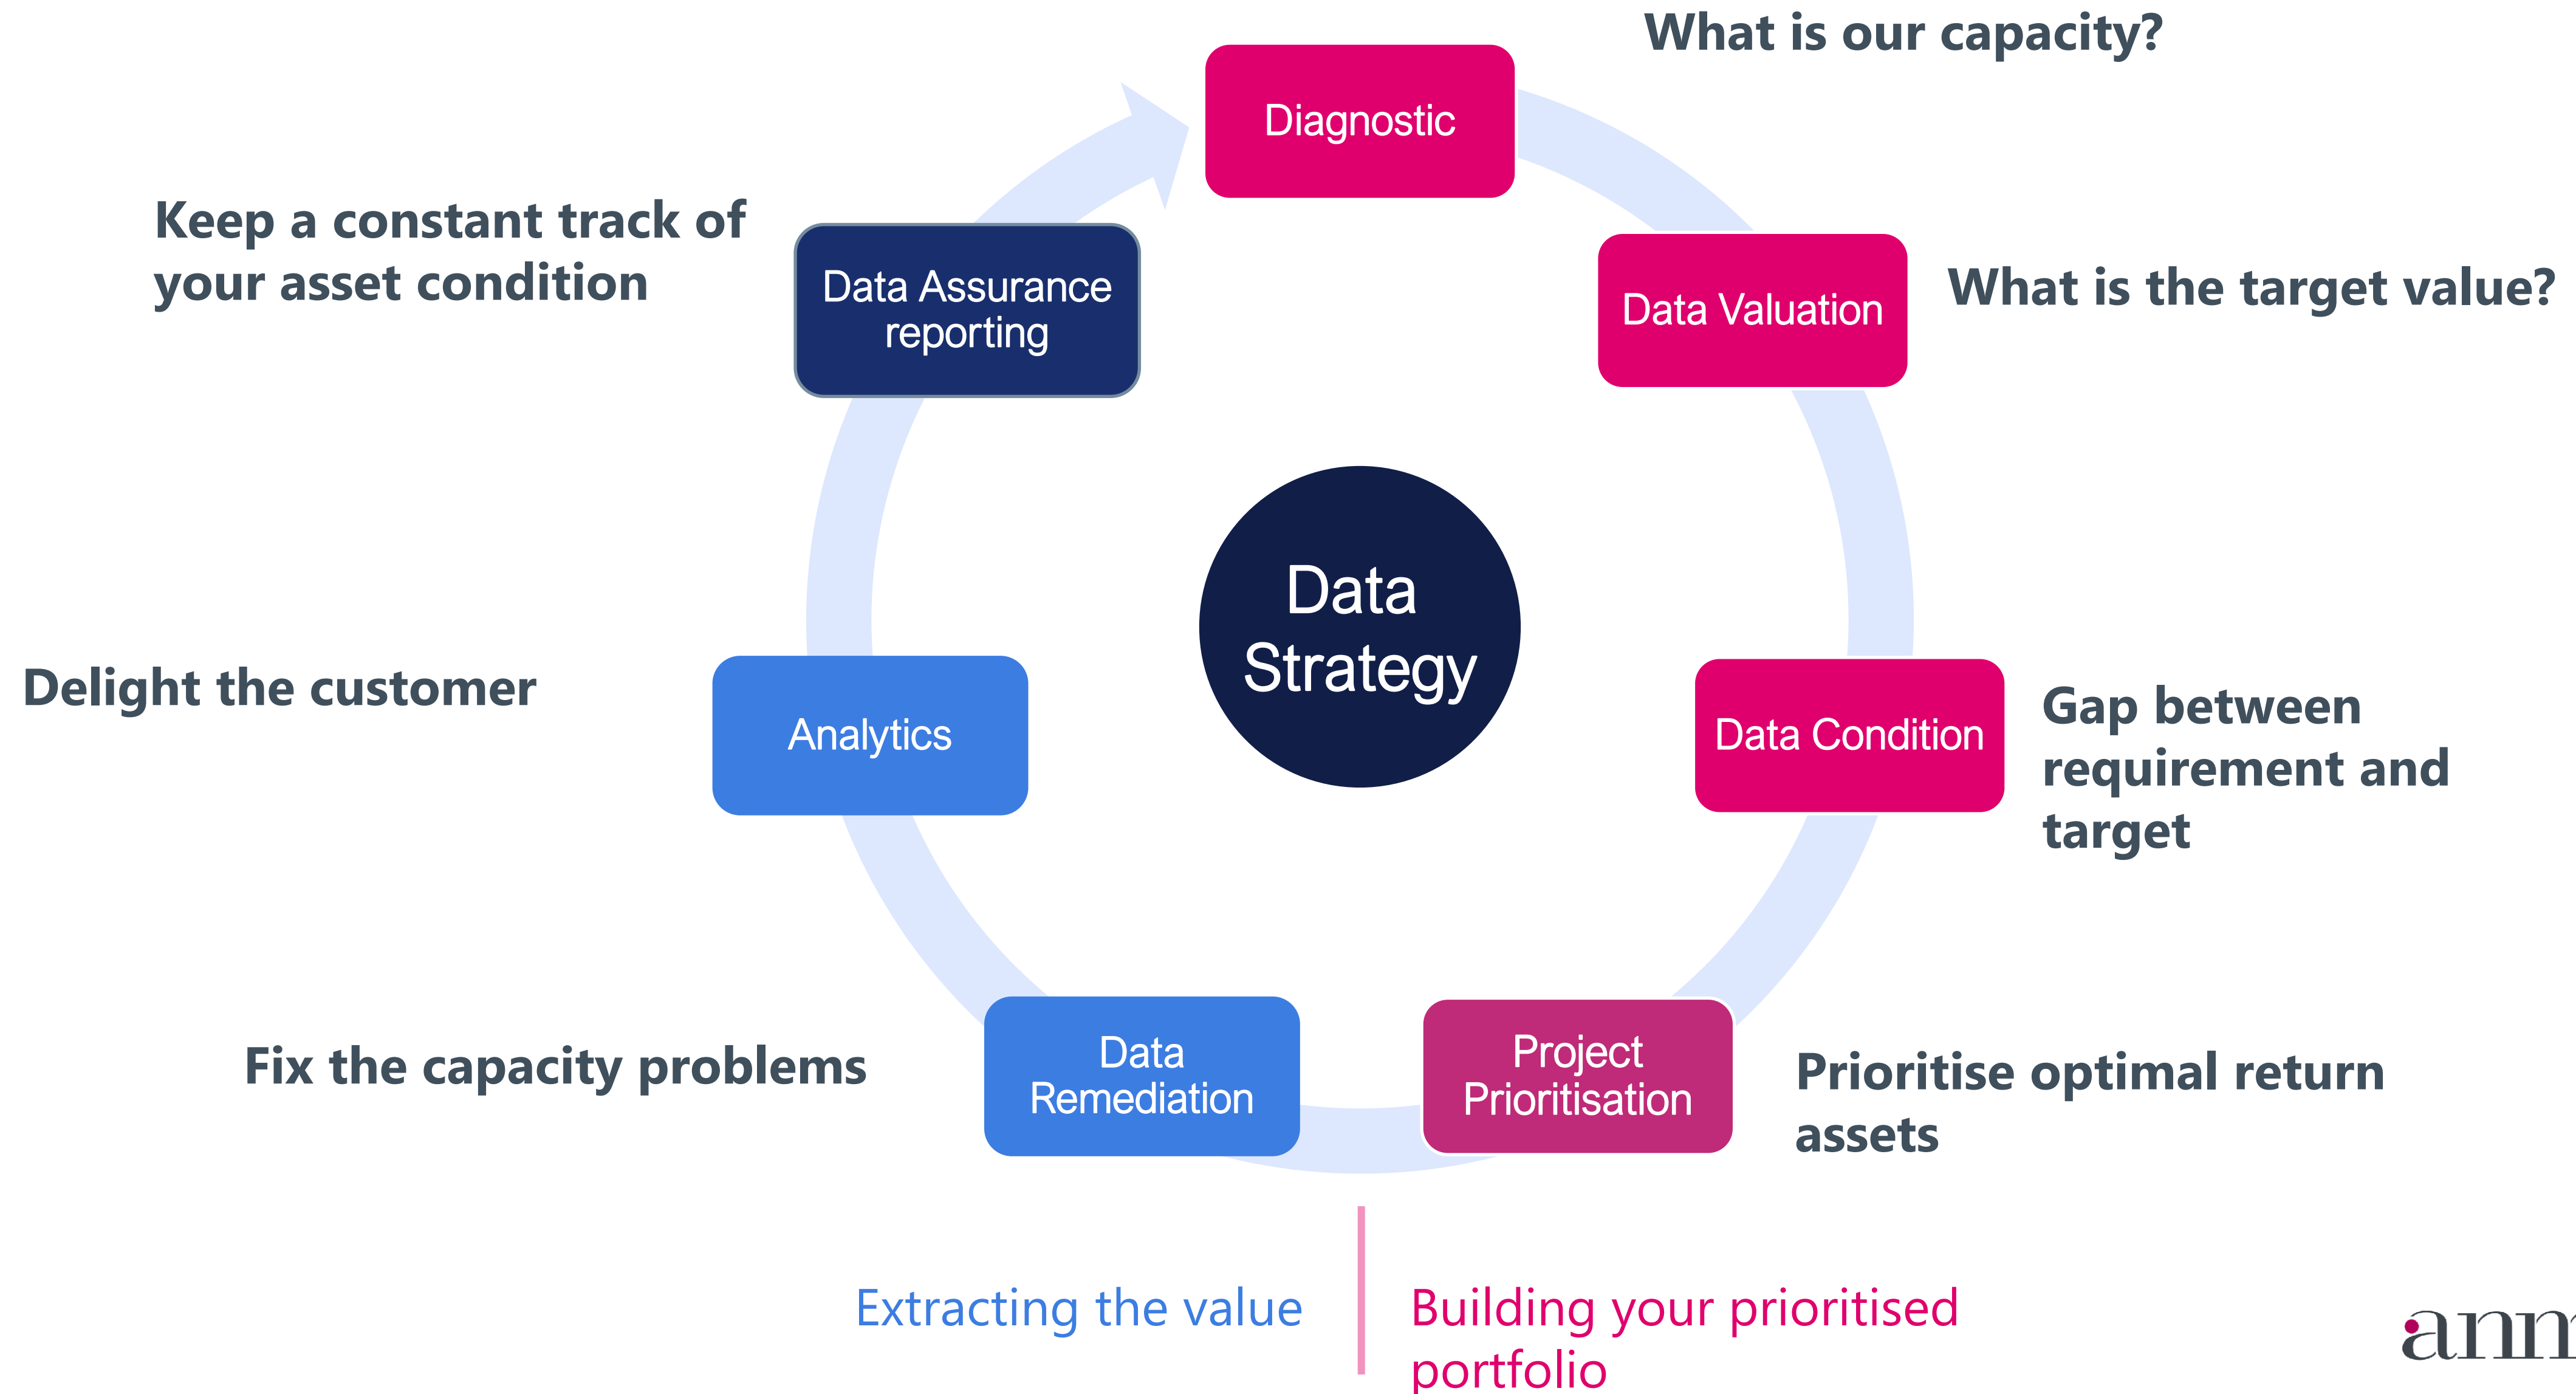 What is our capacity?
Diagnostic
Keep a constant track of
your asset condition
Data Assurance
reporting
Data Valuation
What is the target value?
Data
Strategy
Delight the customer
Analytics
Data Condition
Gap between
requirement and
target
Fix the capacity problems
Data
Remediation
Project
Prioritisation
Prioritise optimal return
assets
Extracting the value
Building your prioritised
portfolio